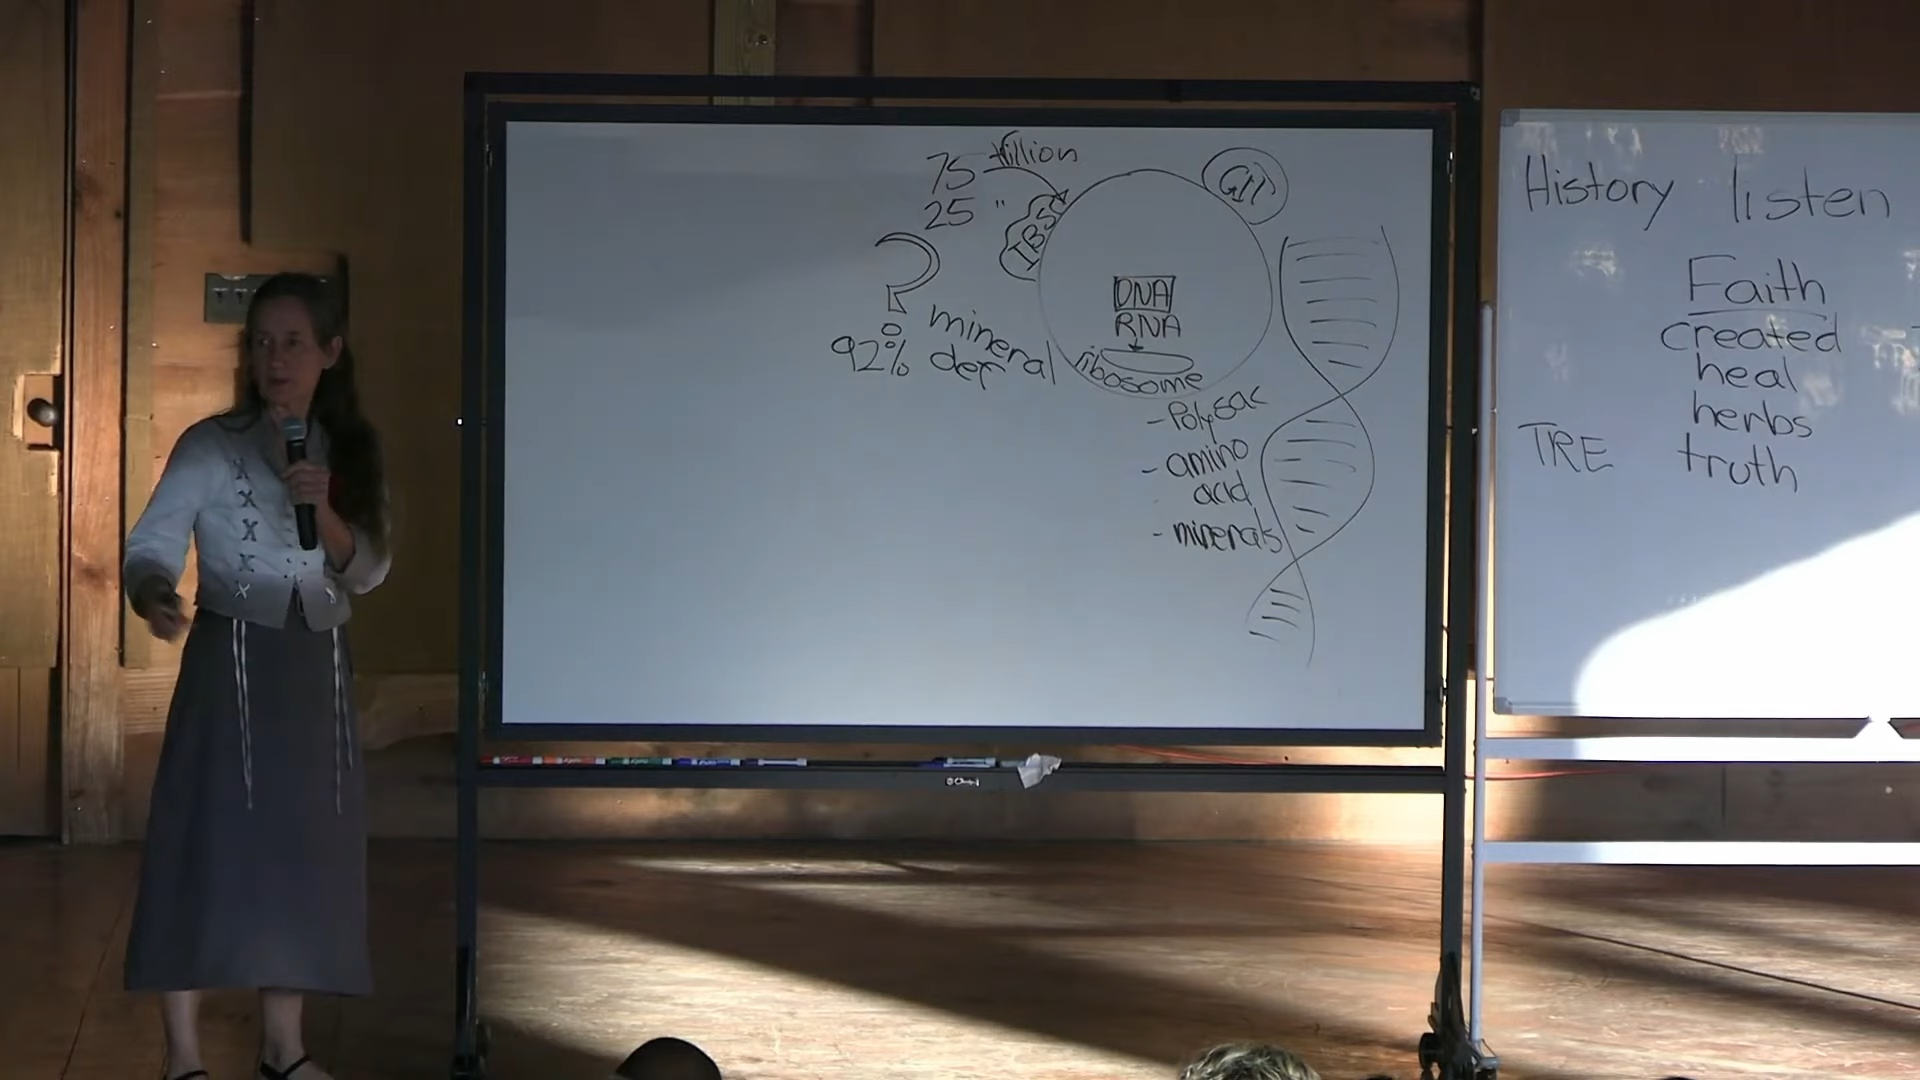 75 trillion
25 "
IBS
GIT
DNA
RNA
ribosome
92% mineral
def
- Polysac
- amino
acid
- minerals
History listen
Faith
created
heal
herbs
TRE truth